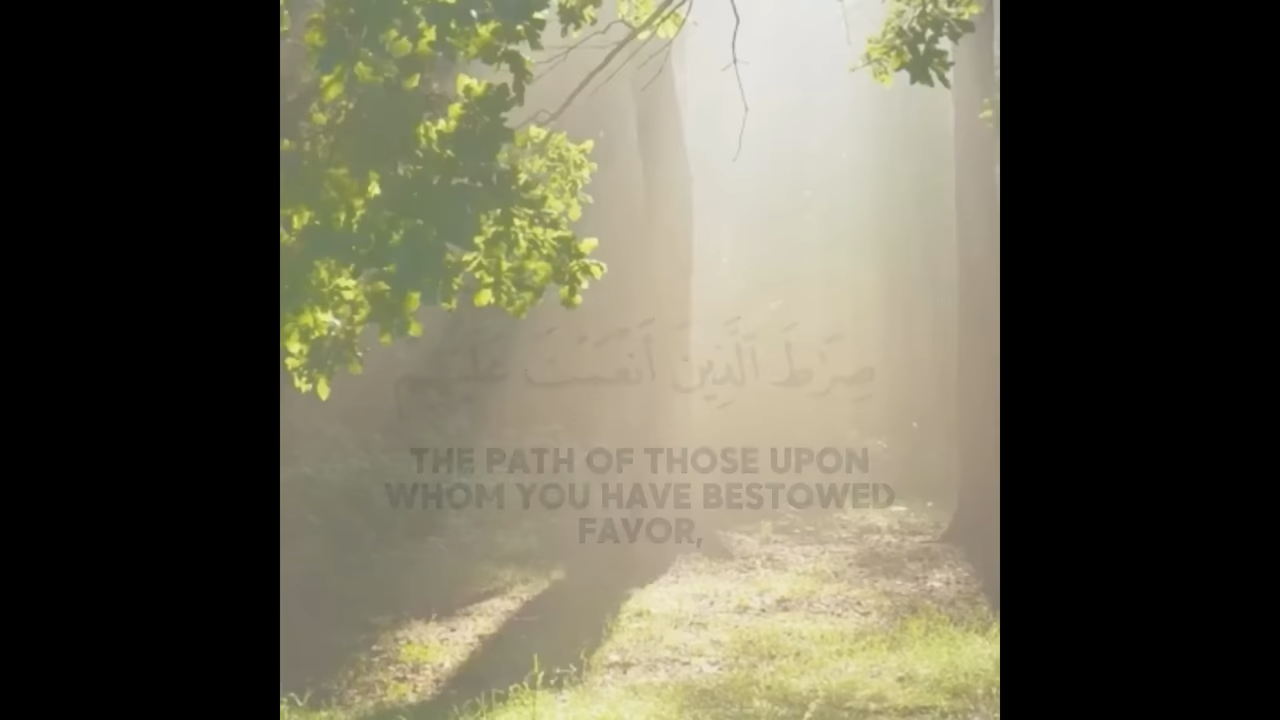 صِرَٰطَ ٱلَّذِينَ أَنۡعَمۡتَ عَلَيۡهِمۡ
THE PATH OF THOSE UPON
WHOM YOU HAVE BESTOWED
FAVOR,